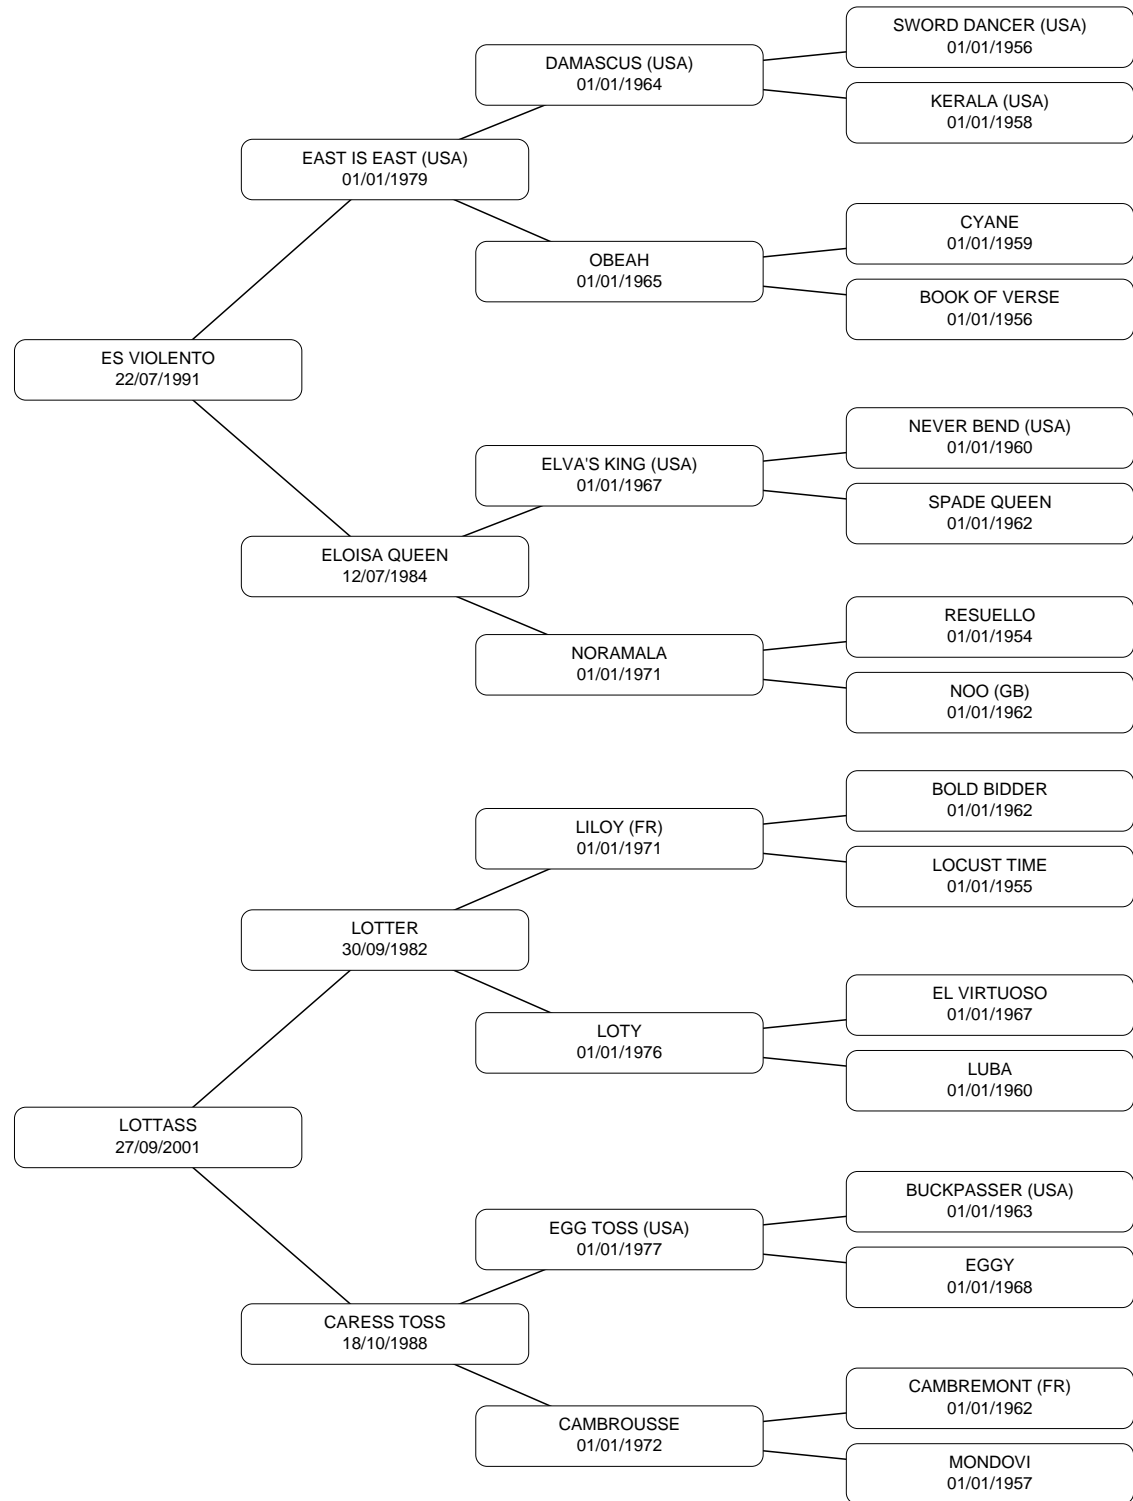 SWORD DANCER (USA)
01/01/1956
DAMASCUS (USA)
01/01/1964
KERALA (USA)
01/01/1958
EAST IS EAST (USA)
01/01/1979
CYANE
01/01/1959
OBEAH
01/01/1965
BOOK OF VERSE
01/01/1956
ES VIOLENTO
22/07/1991
NEVER BEND (USA)
01/01/1960
ELVA'S KING (USA)
01/01/1967
SPADE QUEEN
01/01/1962
ELOISA QUEEN
12/07/1984
RESUELLO
01/01/1954
NORAMALA
01/01/1971
NOO (GB)
01/01/1962
BOLD BIDDER
01/01/1962
LILOY (FR)
01/01/1971
LOCUST TIME
01/01/1955
LOTTER
30/09/1982
EL VIRTUOSO
01/01/1967
LOTY
01/01/1976
LUBA
01/01/1960
LOTTASS
27/09/2001
BUCKPASSER (USA)
01/01/1963
EGG TOSS (USA)
01/01/1977
EGGY
01/01/1968
CARESS TOSS
18/10/1988
CAMBREMONT (FR)
01/01/1962
CAMBROUSSE
01/01/1972
MONDOVI
01/01/1957